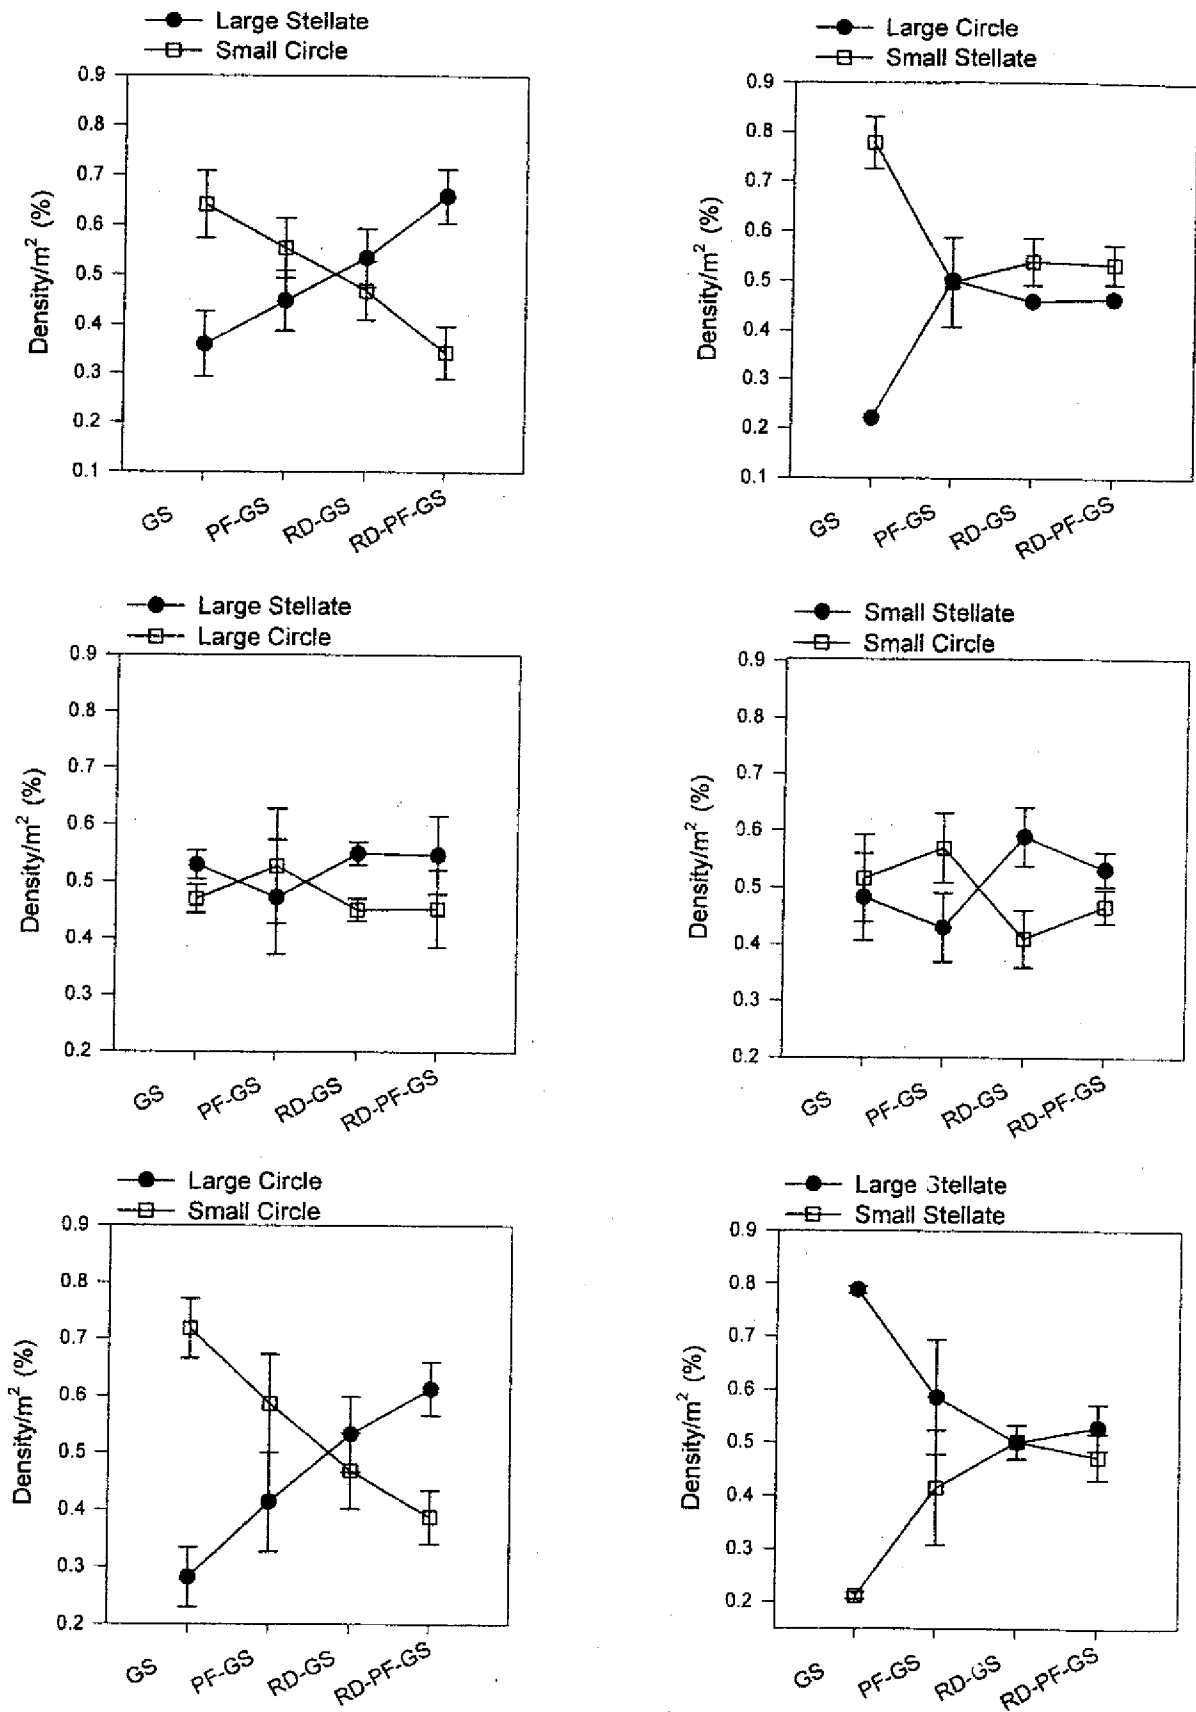 Large Stellate
Small Circle
0.9
0.8
0.7
0.6
0.5
0.4
0.3
0.2
0.1
Density/m² (%)
GS
PF-GS
RD-GS
RD-PF-GS
Large Circle
Small Stellate
0.9
0.8
0.7
0.6
0.5
0.4
0.3
0.2
0.1
Density/m² (%)
GS
PF-GS
RD-GS
RD-PF-GS
Large Stellate
Large Circle
0.9
0.8
0.7
0.6
0.5
0.4
0.3
0.2
Density/m² (%)
GS
PF-GS
RD-GS
RD-PF-GS
Small Stellate
Small Circle
0.9
0.8
0.7
0.6
0.5
0.4
0.3
0.2
Density/m² (%)
GS
PF-GS
RD-GS
RD-PF-GS
Large Circle
Small Circle
0.9
0.8
0.7
0.6
0.5
0.4
0.3
0.2
Density/m² (%)
GS
PF-GS
RD-GS
RD-PF-GS
Large Stellate
Small Stellate
0.9
0.8
0.7
0.6
0.5
0.4
0.3
0.2
Density/m² (%)
GS
PF-GS
RD-GS
RD-PF-GS